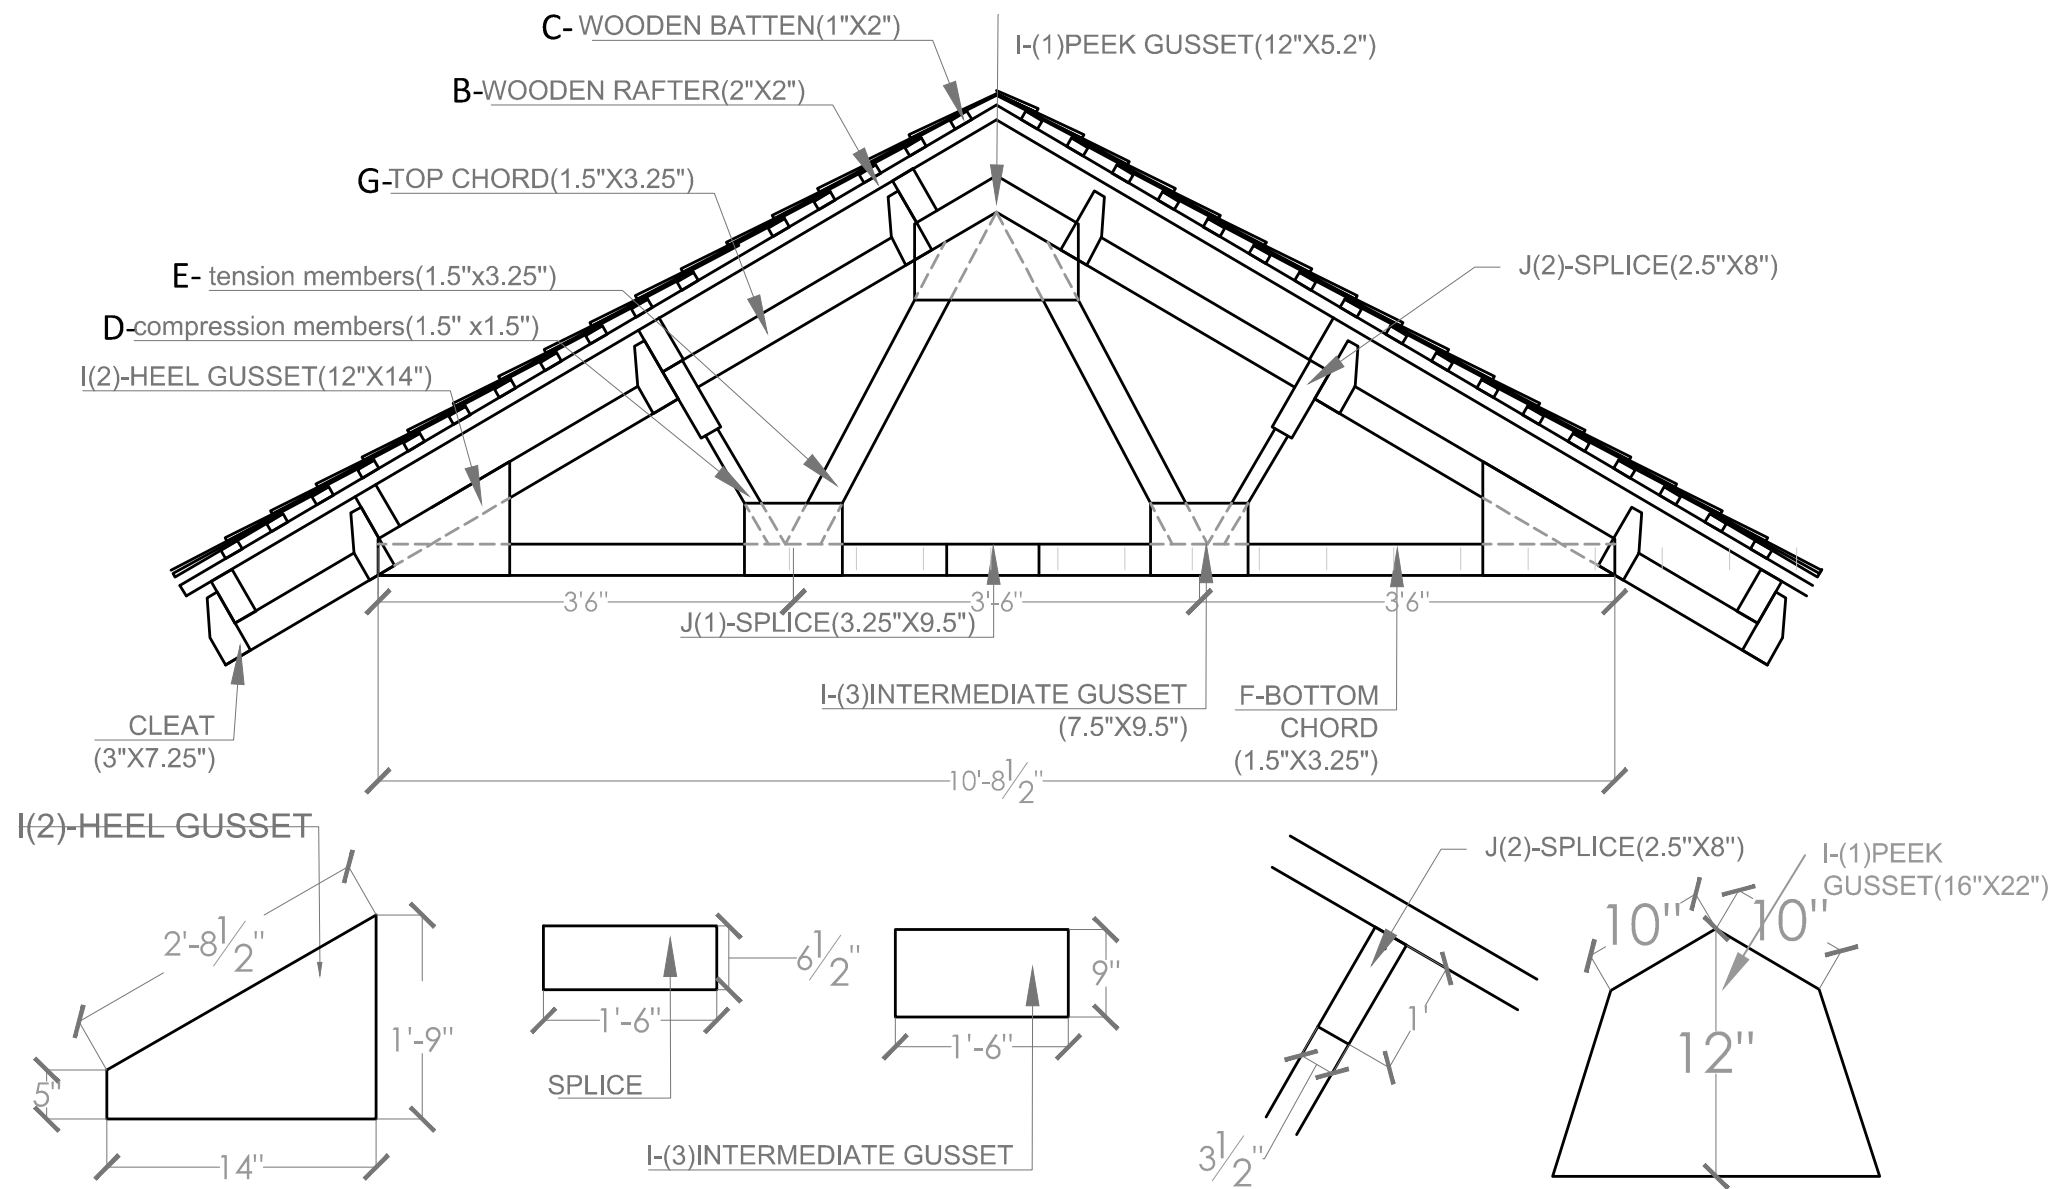 C- WOODEN BATTEN(1"X2")
I-(1)PEEK GUSSET(12"X5.2")
B-WOODEN RAFTER(2"X2")
G-TOP CHORD(1.5"X3.25")
E- tension members(1.5"x3.25")
J(2)-SPLICE(2.5"X8")
D-compression members(1.5" x1.5")
I(2)-HEEL GUSSET(12"X14")
3'6"
3'-6"
3'6"
J(1)-SPLICE(3.25"X9.5")
I-(3)INTERMEDIATE GUSSET
(7.5"X9.5")
F-BOTTOM
CHORD
(1.5"X3.25")
CLEAT
(3"X7.25")
10'-8 1/2"
I(2)-HEEL GUSSET
2'-8 1/2"
1'-9"
5"
14"
6 1/2"
1'-6"
SPLICE
9"
1'-6"
I-(3)INTERMEDIATE GUSSET
J(2)-SPLICE(2.5"X8")
1'
3 1/2"
I-(1)PEEK
GUSSET(16"X22")
10"
10"
12"